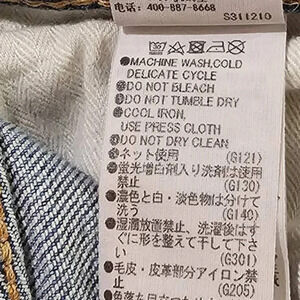 电话: 400-887-8668
S311210
●MACHINE WASH,COLD
DELICATE CYCLE
●DO NOT BLEACH
●DO NOT TUMBLE DRY
●COOL IRON,
USE PRESS CLOTH
●DO NOT DRY CLEAN
●ネット使用 (G121)
●蛍光増白剤入り洗剤は使用
禁止 (G130)
●濃色と白・淡色物は分けて
洗う (G140)
●湿潤放置禁止、洗濯後はす
ぐに形を整えて干して下さ
い (G301)
●毛皮・皮革部分アイロン禁
止 (G205)